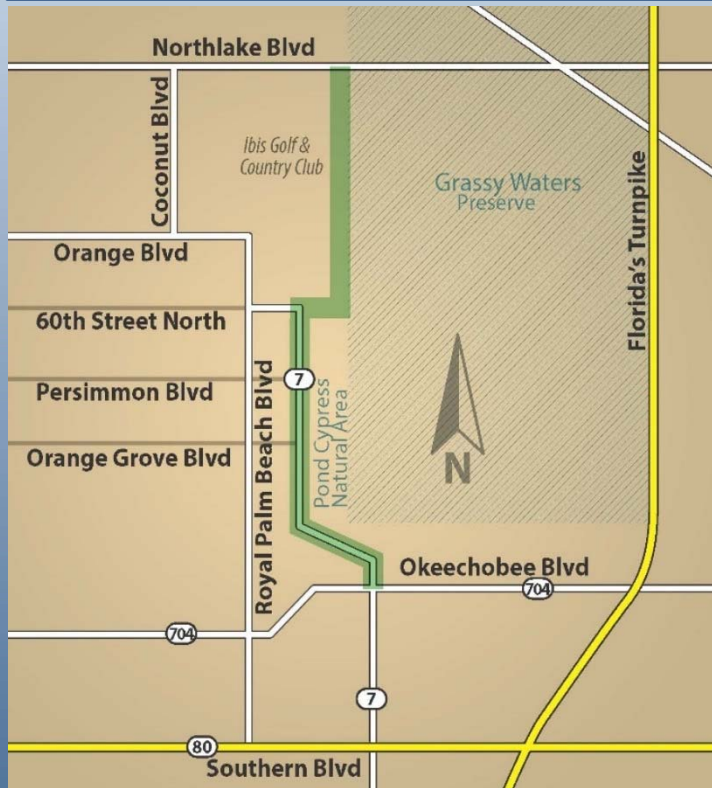 Northlake Blvd
Coconut Blvd
Ibis Golf &
Country Club
Grassy Waters
Preserve
Florida's Turnpike
Orange Blvd
60th Street North
7
Persimmon Blvd
Royal Palm Beach Blvd
Pond Cypress
Natural Area
Orange Grove Blvd
N
Okeechobee Blvd
704
704
7
80
Southern Blvd